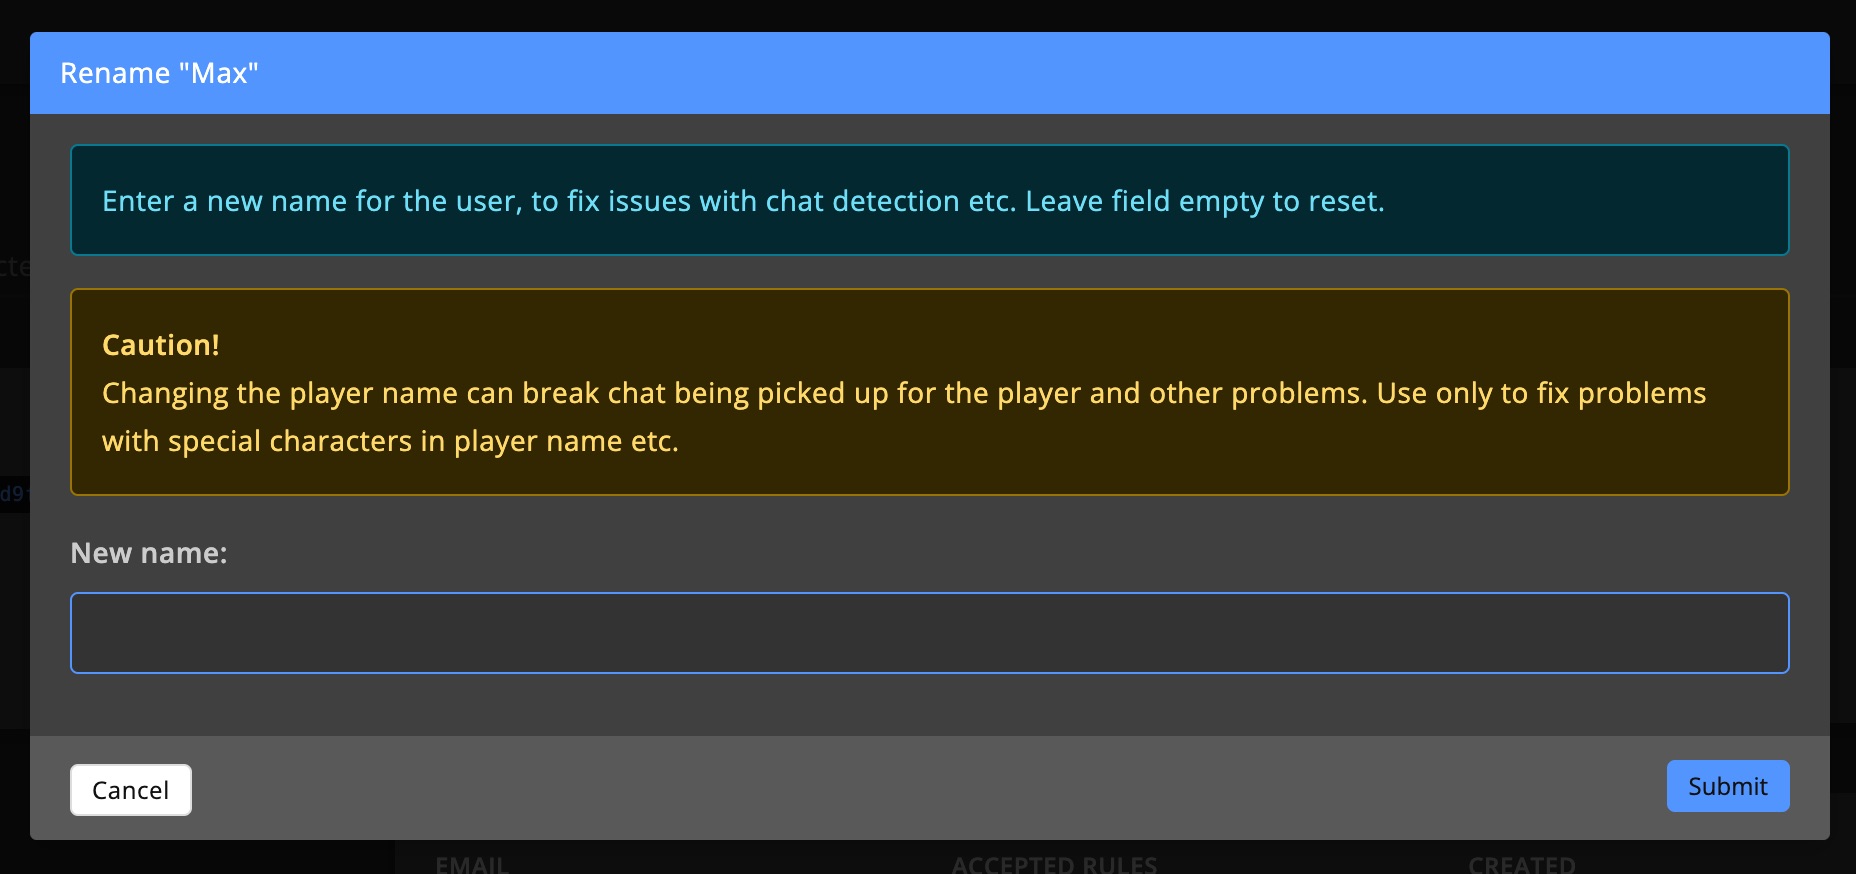 Rename "Max"
Enter a new name for the user, to fix issues with chat detection etc. Leave field empty to reset.
Caution!
Changing the player name can break chat being picked up for the player and other problems. Use only to fix problems
with special characters in player name etc.
New name:
Cancel
Submit
EMAIL
ACCEPTED RULES
CREATED